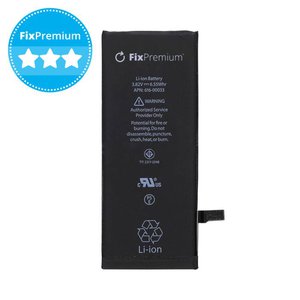 FixPremium
FixPremium
Li-ion Battery
3.82V 6.55Whr
APN: 616-00033
WARNING:
Authorized Service
Provider Only
Potential for fire or
burning. Do not
disassemble, puncture,
crush, heat, or burn.
Li-ion